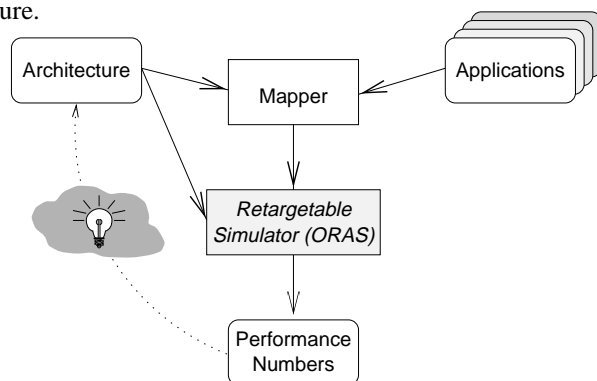 ure.
Architecture
Mapper
Applications
Retargetable
Simulator (ORAS)
Performance
Numbers